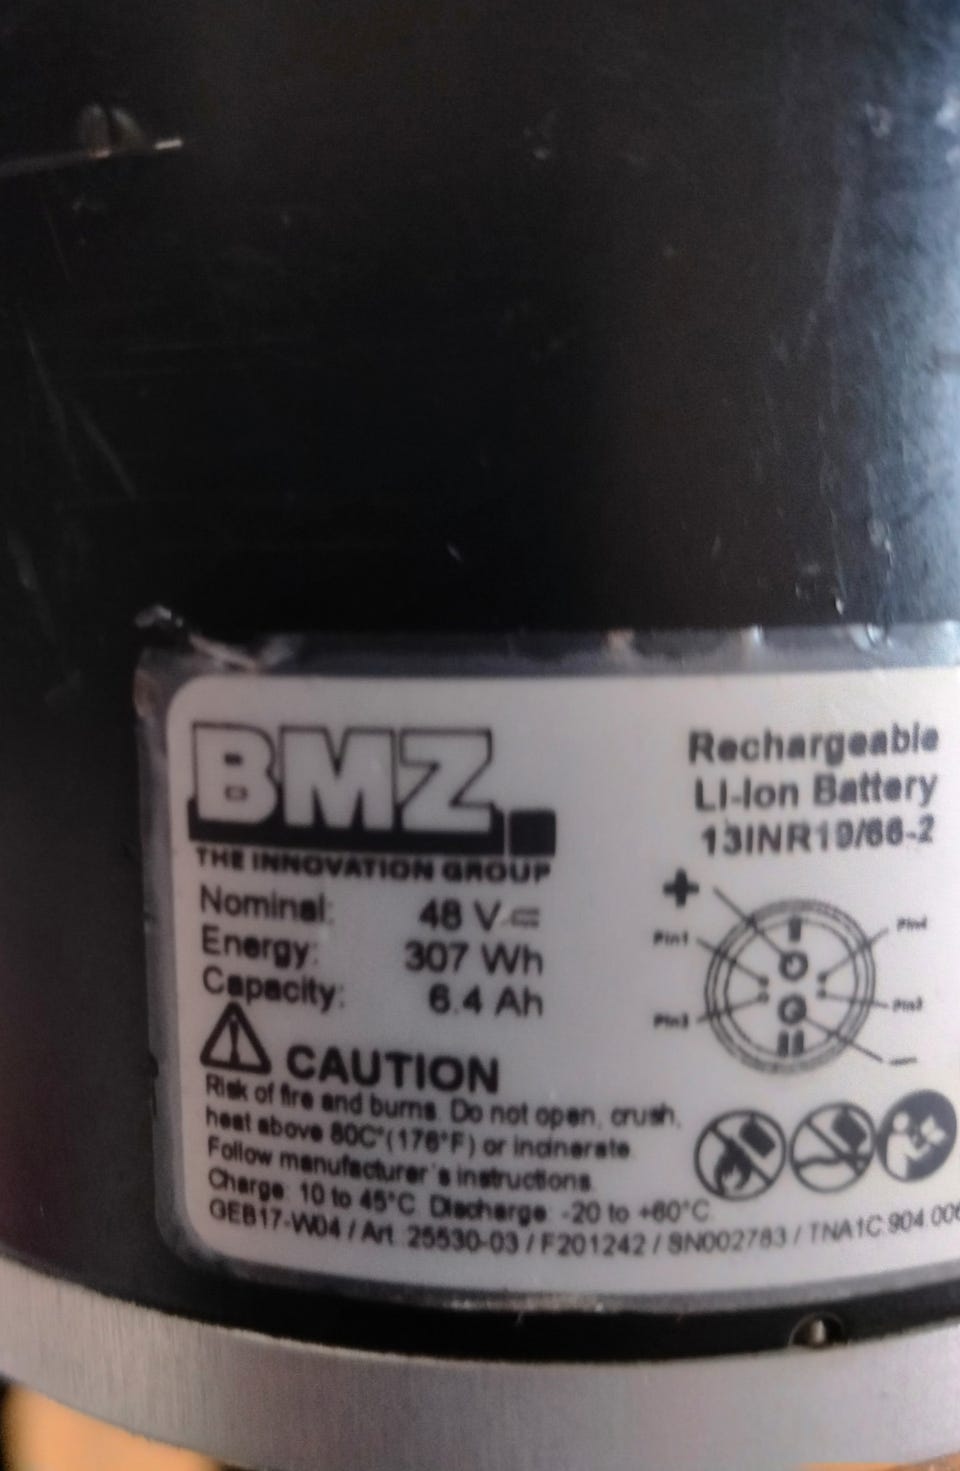 BMZ
THE INNOVATION GROUP
Rechargeable
Li-Ion Battery
13INR19/66-2
Nominal: 48 V
Energy: 307 Wh
Capacity: 6.4 Ah
+
Pin1
Pin4
Pin3
−
CAUTION
Risk of fire and burns. Do not open, crush,
heat above 80C°(176°F) or incinerate.
Follow manufacturer's instructions.
Charge: 10 to 45°C Discharge: -20 to +60°C
GEB17-W04 / Art. 25530-03 / F201242 / SN002783 / TNA1C.904.006